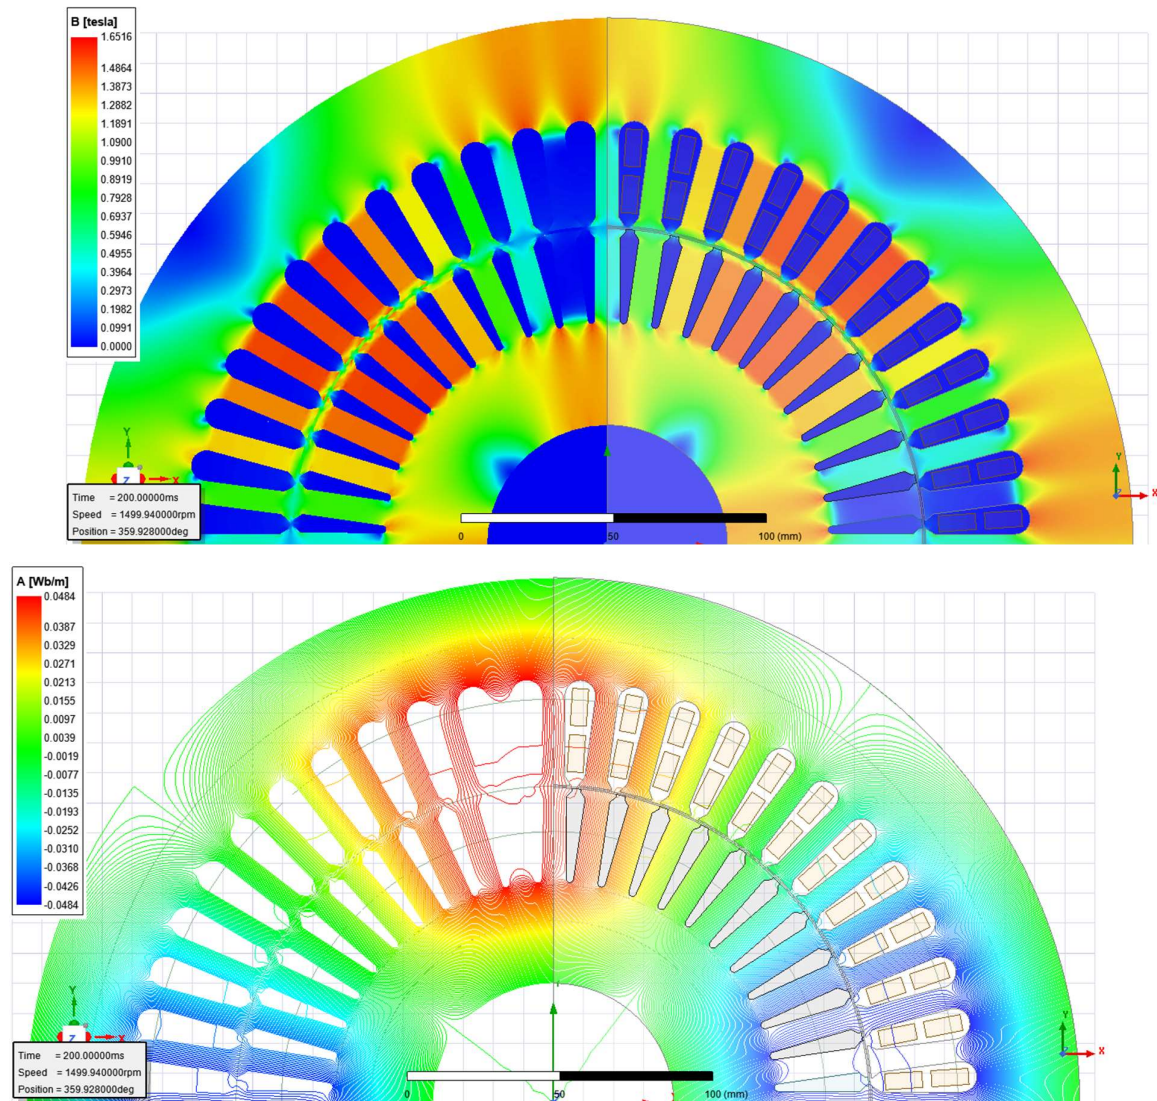 B [tesla]
1.6516
1.4864
1.3873
1.2882
1.1891
1.0900
0.9910
0.8919
0.7928
0.6937
0.5946
0.4955
0.3964
0.2973
0.1982
0.0991
0.0000
Y
Z
X
Time = 200.00000ms
Speed = 1499.940000rpm
Position = 359.928000deg
Y
X
0
50
100 (mm)
A [Wb/m]
0.0484
0.0387
0.0329
0.0271
0.0213
0.0155
0.0097
0.0039
-0.0019
-0.0077
-0.0135
-0.0193
-0.0252
-0.0310
-0.0368
-0.0426
-0.0484
Y
Z
X
Time = 200.00000ms
Speed = 1499.940000rpm
Position = 359.928000deg
Y
X
0
50
100 (mm)